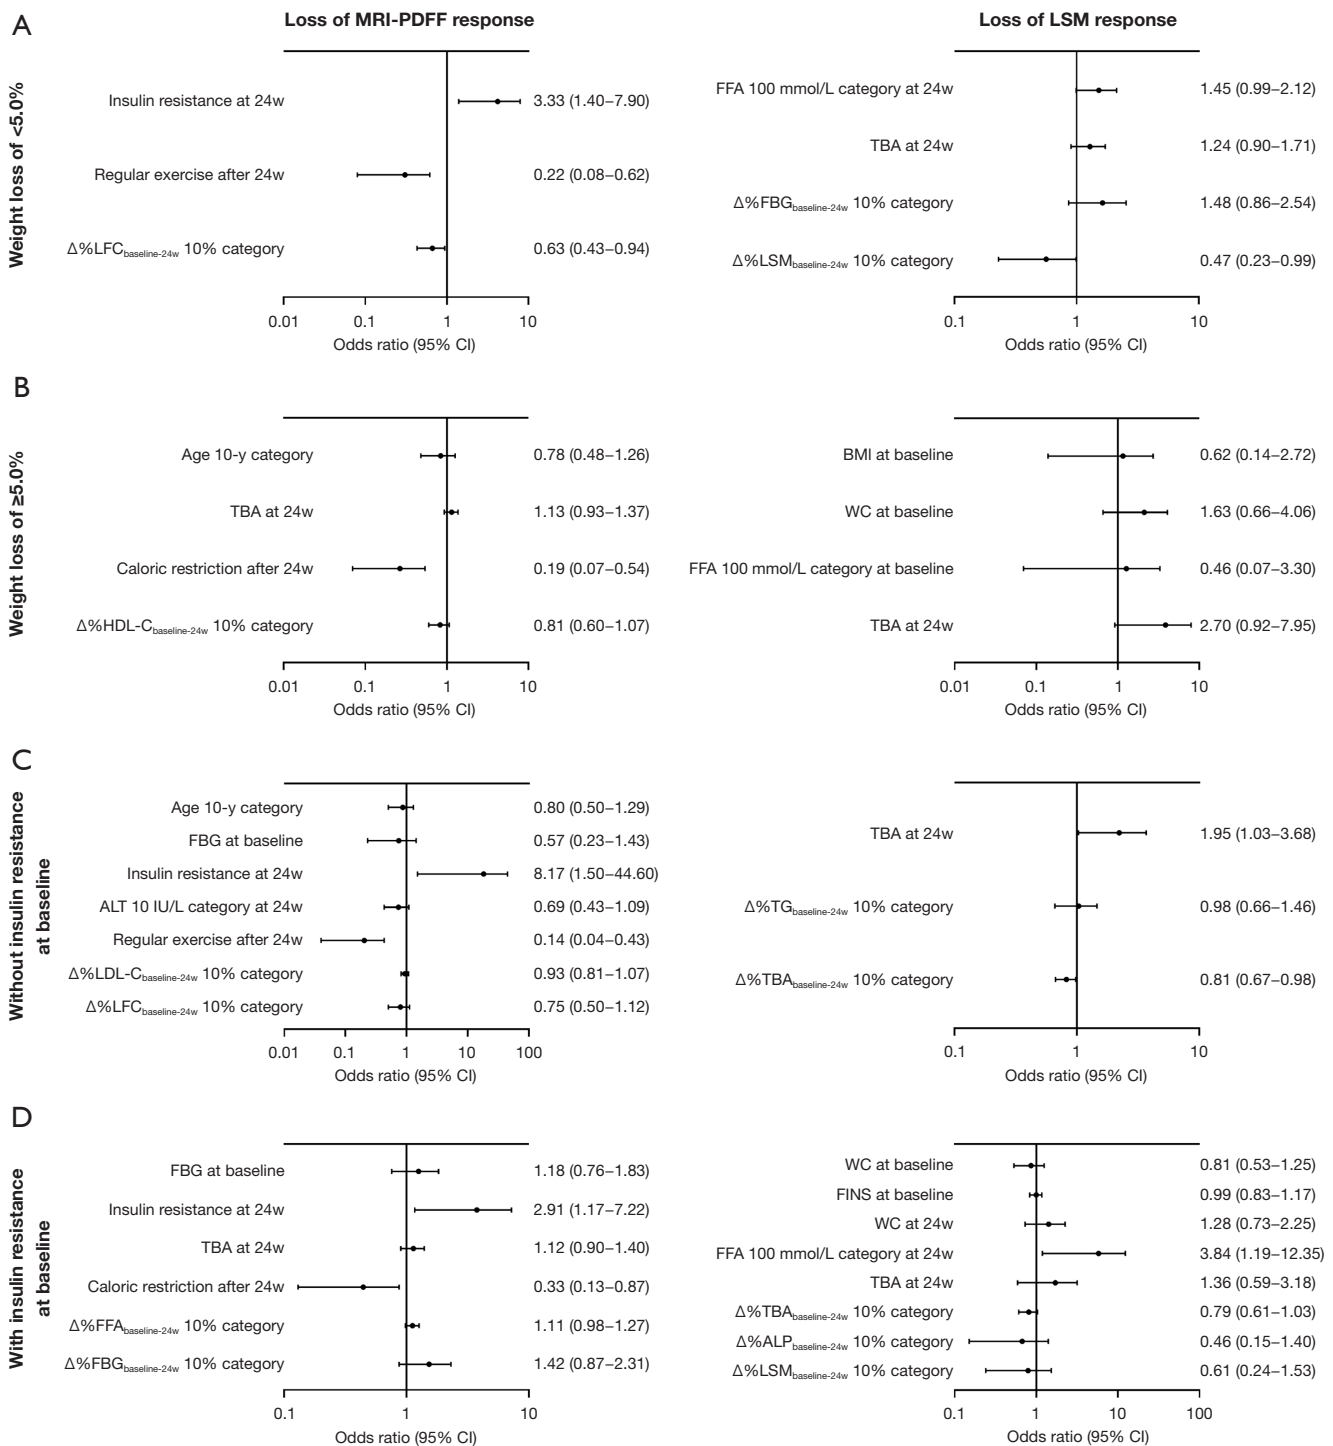 A
Loss of MRI-PDFF response
Loss of LSM response
Weight loss of <5.0%
Insulin resistance at 24w 3.33 (1.40–7.90)
Regular exercise after 24w 0.22 (0.08–0.62)
Δ%LFCbaseline-24w 10% category 0.63 (0.43–0.94)
0.01 0.1 1 10
Odds ratio (95% CI)
FFA 100 mmol/L category at 24w 1.45 (0.99–2.12)
TBA at 24w 1.24 (0.90–1.71)
Δ%FBGbaseline-24w 10% category 1.48 (0.86–2.54)
Δ%LSMbaseline-24w 10% category 0.47 (0.23–0.99)
0.1 1 10
Odds ratio (95% CI)
B
Weight loss of ≥5.0%
Age 10-y category 0.78 (0.48–1.26)
TBA at 24w 1.13 (0.93–1.37)
Caloric restriction after 24w 0.19 (0.07–0.54)
Δ%HDL-Cbaseline-24w 10% category 0.81 (0.60–1.07)
0.01 0.1 1 10
Odds ratio (95% CI)
BMI at baseline 0.62 (0.14–2.72)
WC at baseline 1.63 (0.66–4.06)
FFA 100 mmol/L category at baseline 0.46 (0.07–3.30)
TBA at 24w 2.70 (0.92–7.95)
0.01 0.1 1 10
Odds ratio (95% CI)
C
Without insulin resistance
at baseline
Age 10-y category 0.80 (0.50–1.29)
FBG at baseline 0.57 (0.23–1.43)
Insulin resistance at 24w 8.17 (1.50–44.60)
ALT 10 IU/L category at 24w 0.69 (0.43–1.09)
Regular exercise after 24w 0.14 (0.04–0.43)
Δ%LDL-Cbaseline-24w 10% category 0.93 (0.81–1.07)
Δ%LFCbaseline-24w 10% category 0.75 (0.50–1.12)
0.01 0.1 1 10 100
Odds ratio (95% CI)
TBA at 24w 1.95 (1.03–3.68)
Δ%TGbaseline-24w 10% category 0.98 (0.66–1.46)
Δ%TBAbaseline-24w 10% category 0.81 (0.67–0.98)
0.1 1 10
Odds ratio (95% CI)
D
With insulin resistance
at baseline
FBG at baseline 1.18 (0.76–1.83)
Insulin resistance at 24w 2.91 (1.17–7.22)
TBA at 24w 1.12 (0.90–1.40)
Caloric restriction after 24w 0.33 (0.13–0.87)
Δ%FFAbaseline-24w 10% category 1.11 (0.98–1.27)
Δ%FBGbaseline-24w 10% category 1.42 (0.87–2.31)
0.1 1 10
Odds ratio (95% CI)
WC at baseline 0.81 (0.53–1.25)
FINS at baseline 0.99 (0.83–1.17)
WC at 24w 1.28 (0.73–2.25)
FFA 100 mmol/L category at 24w 3.84 (1.19–12.35)
TBA at 24w 1.36 (0.59–3.18)
Δ%TBAbaseline-24w 10% category 0.79 (0.61–1.03)
Δ%ALPbaseline-24w 10% category 0.46 (0.15–1.40)
Δ%LSMbaseline-24w 10% category 0.61 (0.24–1.53)
0.01 0.1 1 10 100
Odds ratio (95% CI)